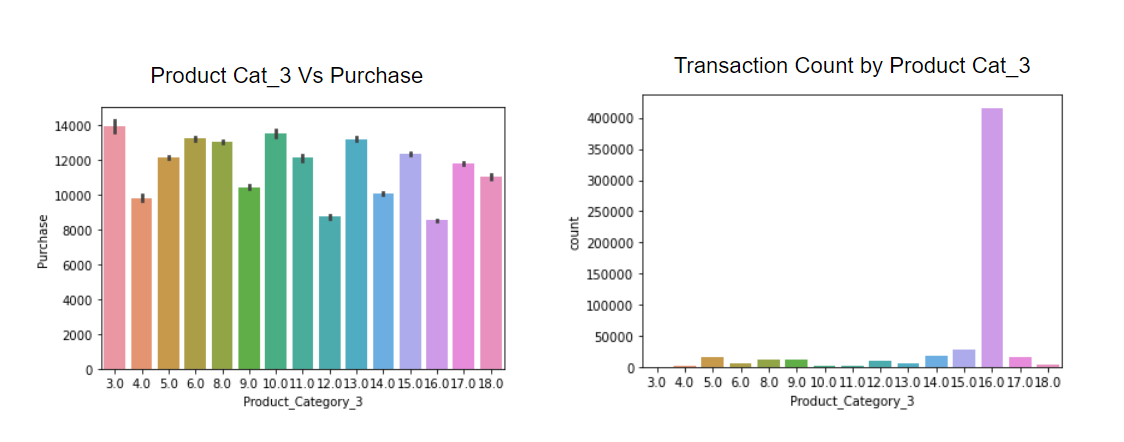 Product Cat_3 Vs Purchase
14000
12000
10000
8000
6000
4000
2000
0
Purchase
3.0 4.0 5.0 6.0 8.0 9.0 10.0 11.0 12.0 13.0 14.0 15.0 16.0 17.0 18.0
Product_Category_3
Transaction Count by Product Cat_3
400000
350000
300000
250000
200000
150000
100000
50000
0
count
3.0 4.0 5.0 6.0 8.0 9.0 10.0 11.0 12.0 13.0 14.0 15.0 16.0 17.0 18.0
Product_Category_3